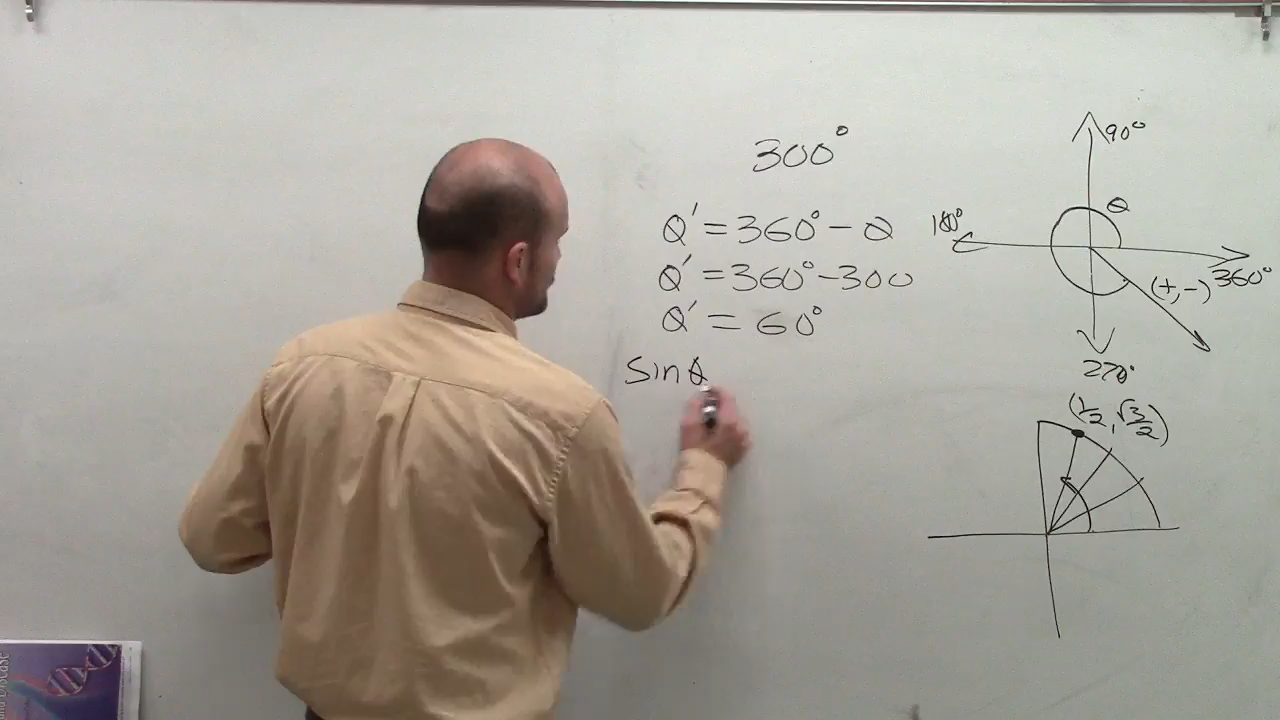 300°
θ' = 360° - θ
θ' = 360° - 300
θ' = 60°
sin θ
90°
θ
180°
360°
(+, -)
270°
(1/2, √3/2)